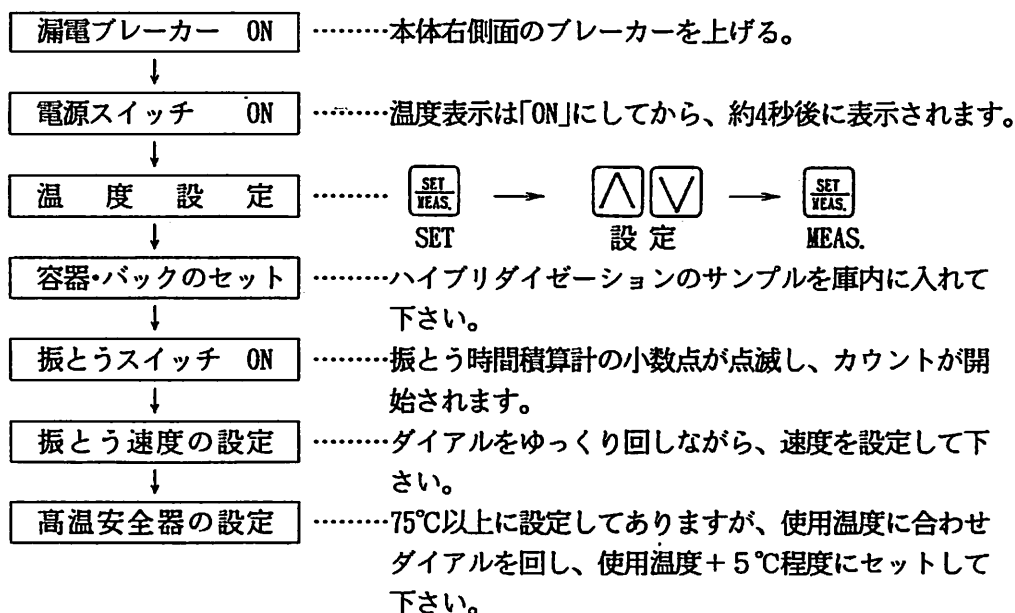 漏電ブレーカー ON ………本体右側面のブレーカーを上げる。
↓
電源スイッチ ON ………温度表示は「ON」にしてから、約4秒後に表示されます。
↓
温度設定 ……… SET/MEAS. → ∧ ∨ → SET/MEAS.
SET 設定 MEAS.
↓
容器・バックのセット ………ハイブリダイゼーションのサンプルを庫内に入れて
下さい。
↓
振とうスイッチ ON ………振とう時間積算計の小数点が点滅し、カウントが開
始されます。
↓
振とう速度の設定 ………ダイアルをゆっくり回しながら、速度を設定して下
さい。
↓
高温安全器の設定 ………75℃以上に設定してありますが、使用温度に合わせ
ダイアルを回し、使用温度+5℃程度にセットして
下さい。